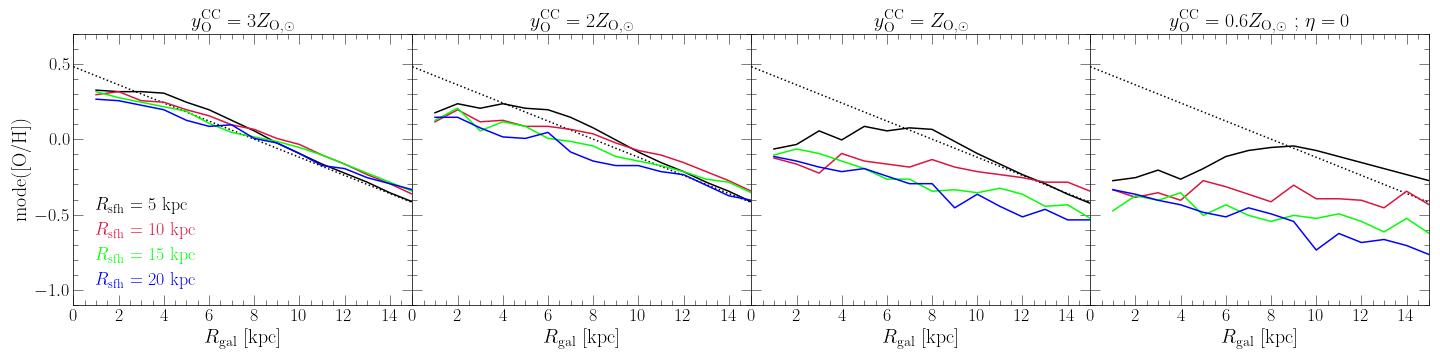 y_O^CC = 3Z_O,⊙ y_O^CC = 2Z_O,⊙ y_O^CC = Z_O,⊙ y_O^CC = 0.6Z_O,⊙ ; η = 0
mode([O/H])
0.5
0.0
−0.5
−1.0
R_sfh = 5 kpc
R_sfh = 10 kpc
R_sfh = 15 kpc
R_sfh = 20 kpc
0 2 4 6 8 10 12 14 0 2 4 6 8 10 12 14 0 2 4 6 8 10 12 14 0 2 4 6 8 10 12 14
R_gal [kpc] R_gal [kpc] R_gal [kpc] R_gal [kpc]